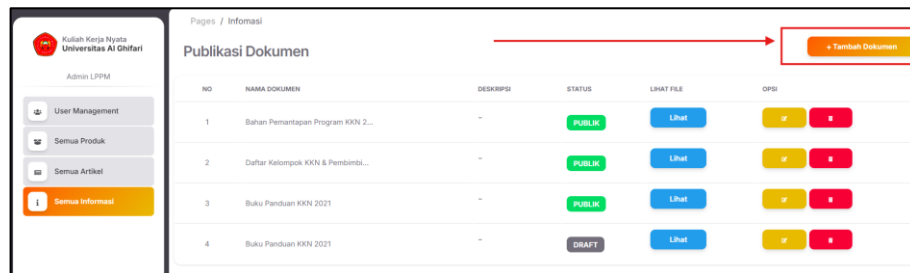 Kuliah Kerja Nyata
Universitas Al Ghifari
Admin LPPM
User Management
Semua Produk
Semua Artikel
Semua Informasi
Pages / Infomasi
Publikasi Dokumen
+ Tambah Dokumen
NO NAMA DOKUMEN DESKRIPSI STATUS LIHAT FILE OPSI
1 Bahan Pemantapan Program KKN 2... - PUBLIK Lihat
2 Daftar Kelompok KKN & Pembimbi... - PUBLIK Lihat
3 Buku Panduan KKN 2021 - PUBLIK Lihat
4 Buku Panduan KKN 2021 - DRAFT Lihat